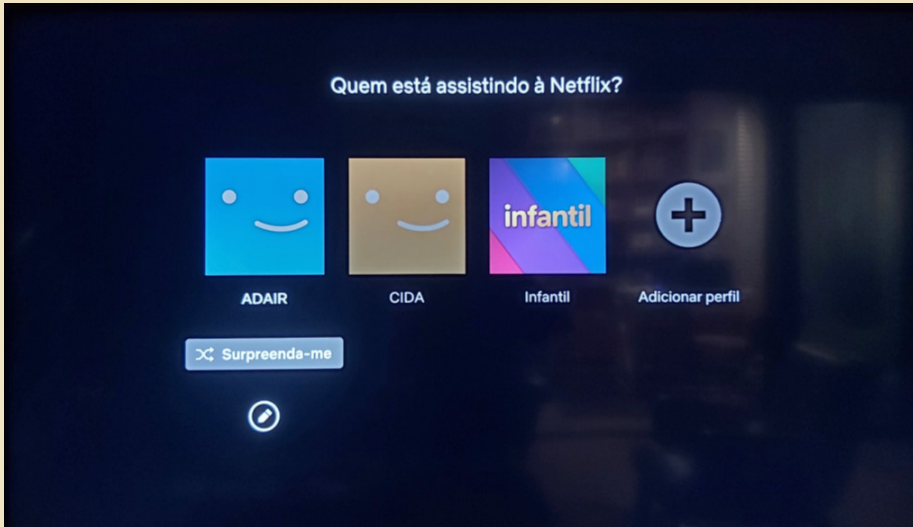 Quem está assistindo à Netflix?
infantil
ADAIR
CIDA
Infantil
Adicionar perfil
Surpreenda-me